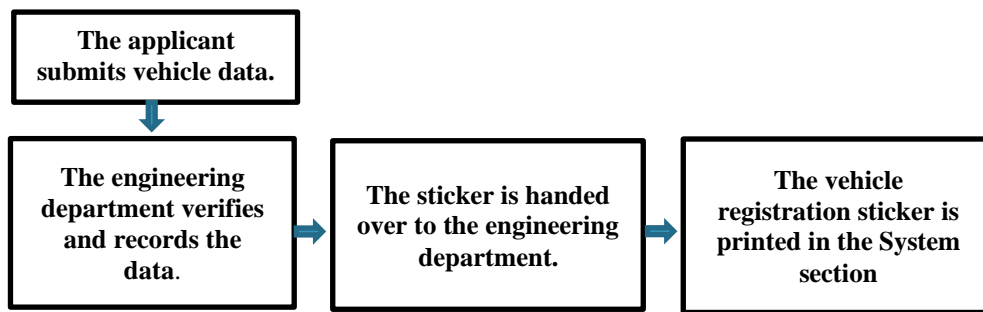 The applicant
submits vehicle data.
The engineering
department verifies
and records the
data.
The sticker is handed
over to the engineering
department.
The vehicle
registration sticker is
printed in the System
section